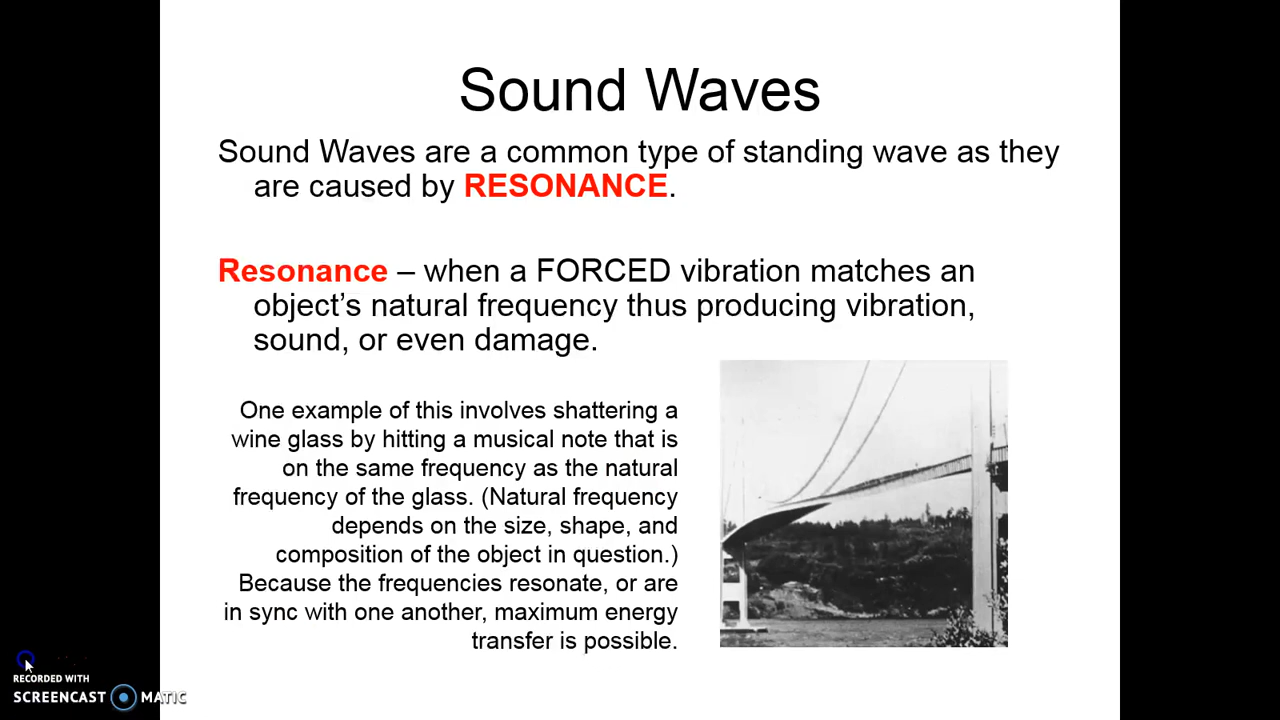 Sound Waves
Sound Waves are a common type of standing wave as they
are caused by RESONANCE.
Resonance – when a FORCED vibration matches an
object’s natural frequency thus producing vibration,
sound, or even damage.
One example of this involves shattering a
wine glass by hitting a musical note that is
on the same frequency as the natural
frequency of the glass. (Natural frequency
depends on the size, shape, and
composition of the object in question.)
Because the frequencies resonate, or are
in sync with one another, maximum energy
transfer is possible.
RECORDED WITH
SCREENCAST MATIC